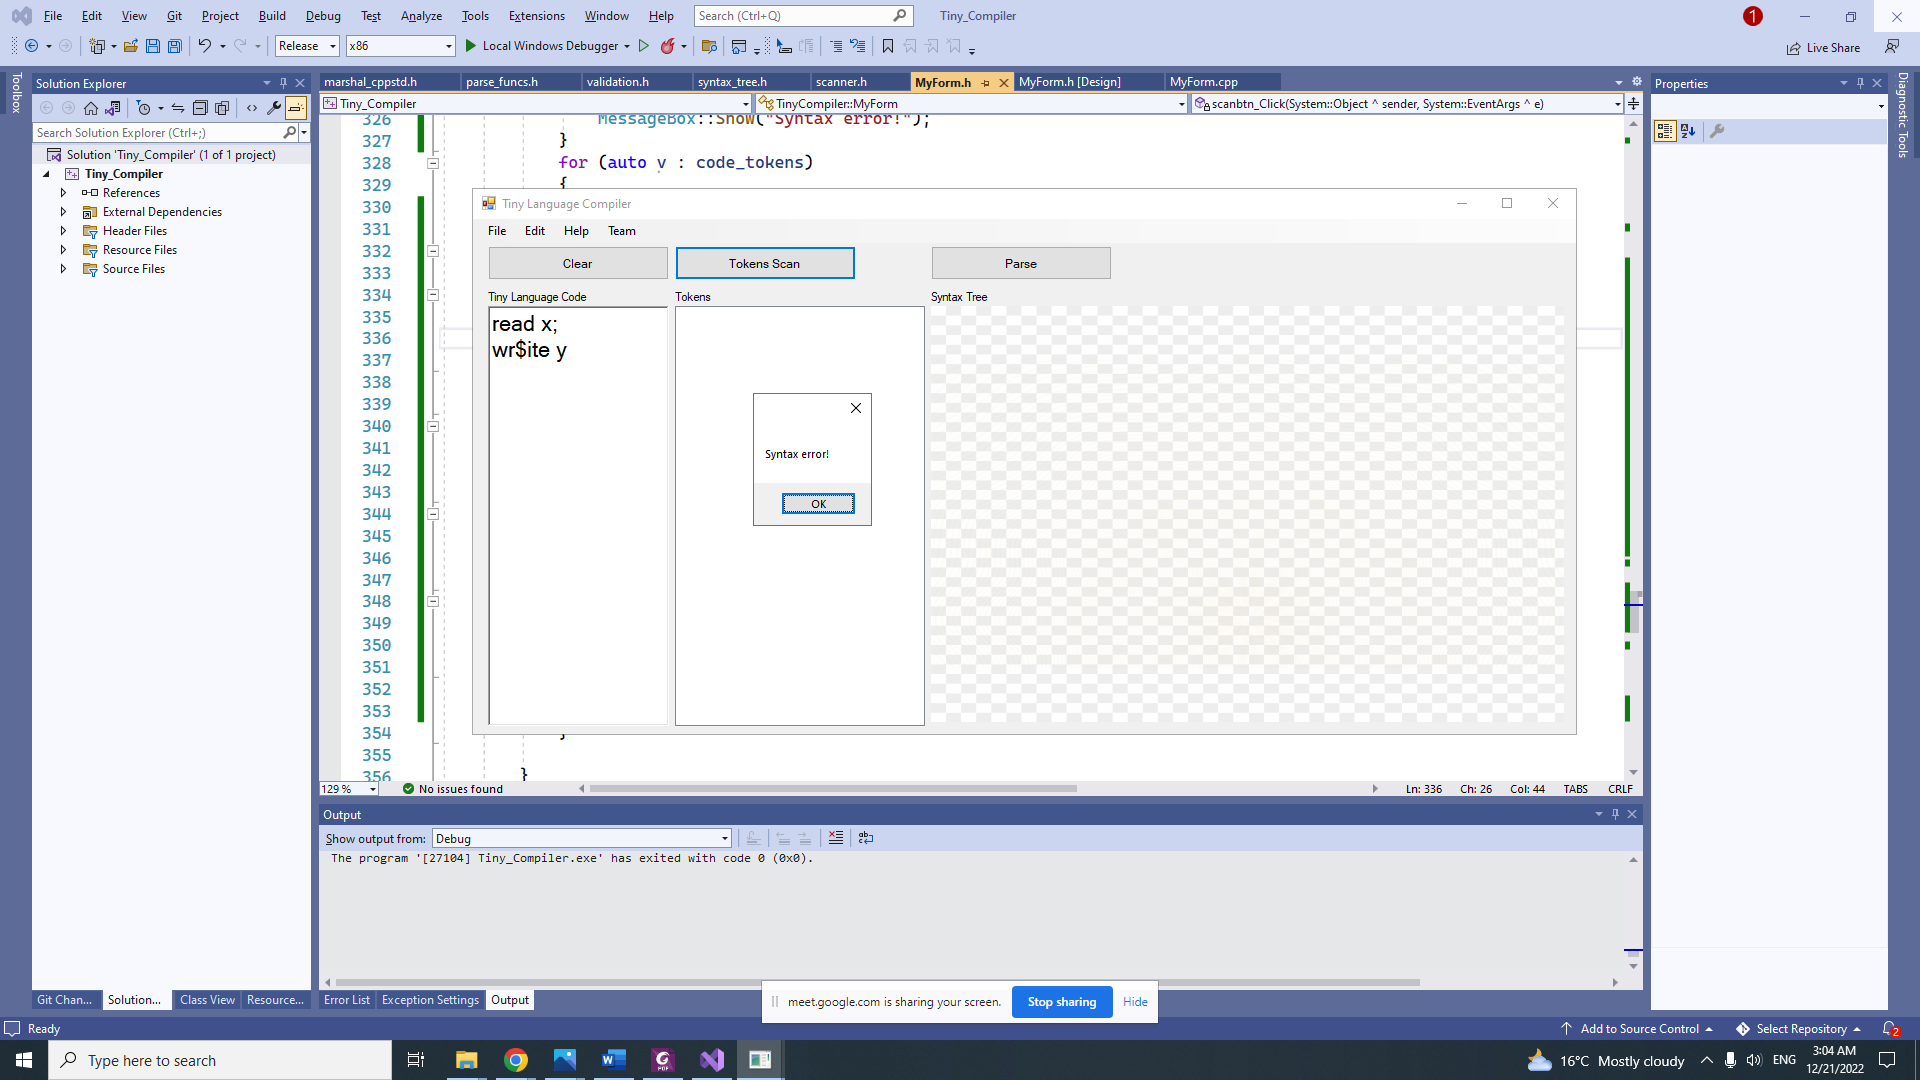 File Edit View Git Project Build Debug Test Analyze Tools Extensions Window Help Search (Ctrl+Q) Tiny_Compiler 1
Release x86 Local Windows Debugger Live Share
Toolbox
Solution Explorer
Search Solution Explorer (Ctrl+;)
Solution 'Tiny_Compiler' (1 of 1 project)
Tiny_Compiler
References
External Dependencies
Header Files
Resource Files
Source Files
Git Chan... Solution... Class View Resource...
marshal_cppstd.h parse_funcs.h validation.h syntax_tree.h scanner.h MyForm.h MyForm.h [Design] MyForm.cpp
Tiny_Compiler TinyCompiler::MyForm scanbtn_Click(System::Object ^ sender, System::EventArgs ^ e)
326 MessageBox::Show("Syntax error!");
327 }
328 for (auto v : code_tokens)
329 {
330
331
332
333
334
335
336
337
338
339
340
341
342
343
344
345
346
347
348
349
350
351
352
353
354 }
355
356 }
Tiny Language Compiler
File Edit Help Team
Clear Tokens Scan Parse
Tiny Language Code Tokens Syntax Tree
read x;
wr$ite y
Syntax error!
OK
129 % No issues found Ln: 336 Ch: 26 Col: 44 TABS CRLF
Output
Show output from: Debug
The program '[27104] Tiny_Compiler.exe' has exited with code 0 (0x0).
Error List Exception Settings Output
Properties
Diagnostic Tools
meet.google.com is sharing your screen. Stop sharing Hide
Ready Add to Source Control Select Repository 2
Type here to search 16°C Mostly cloudy ENG 3:04 AM
12/21/2022